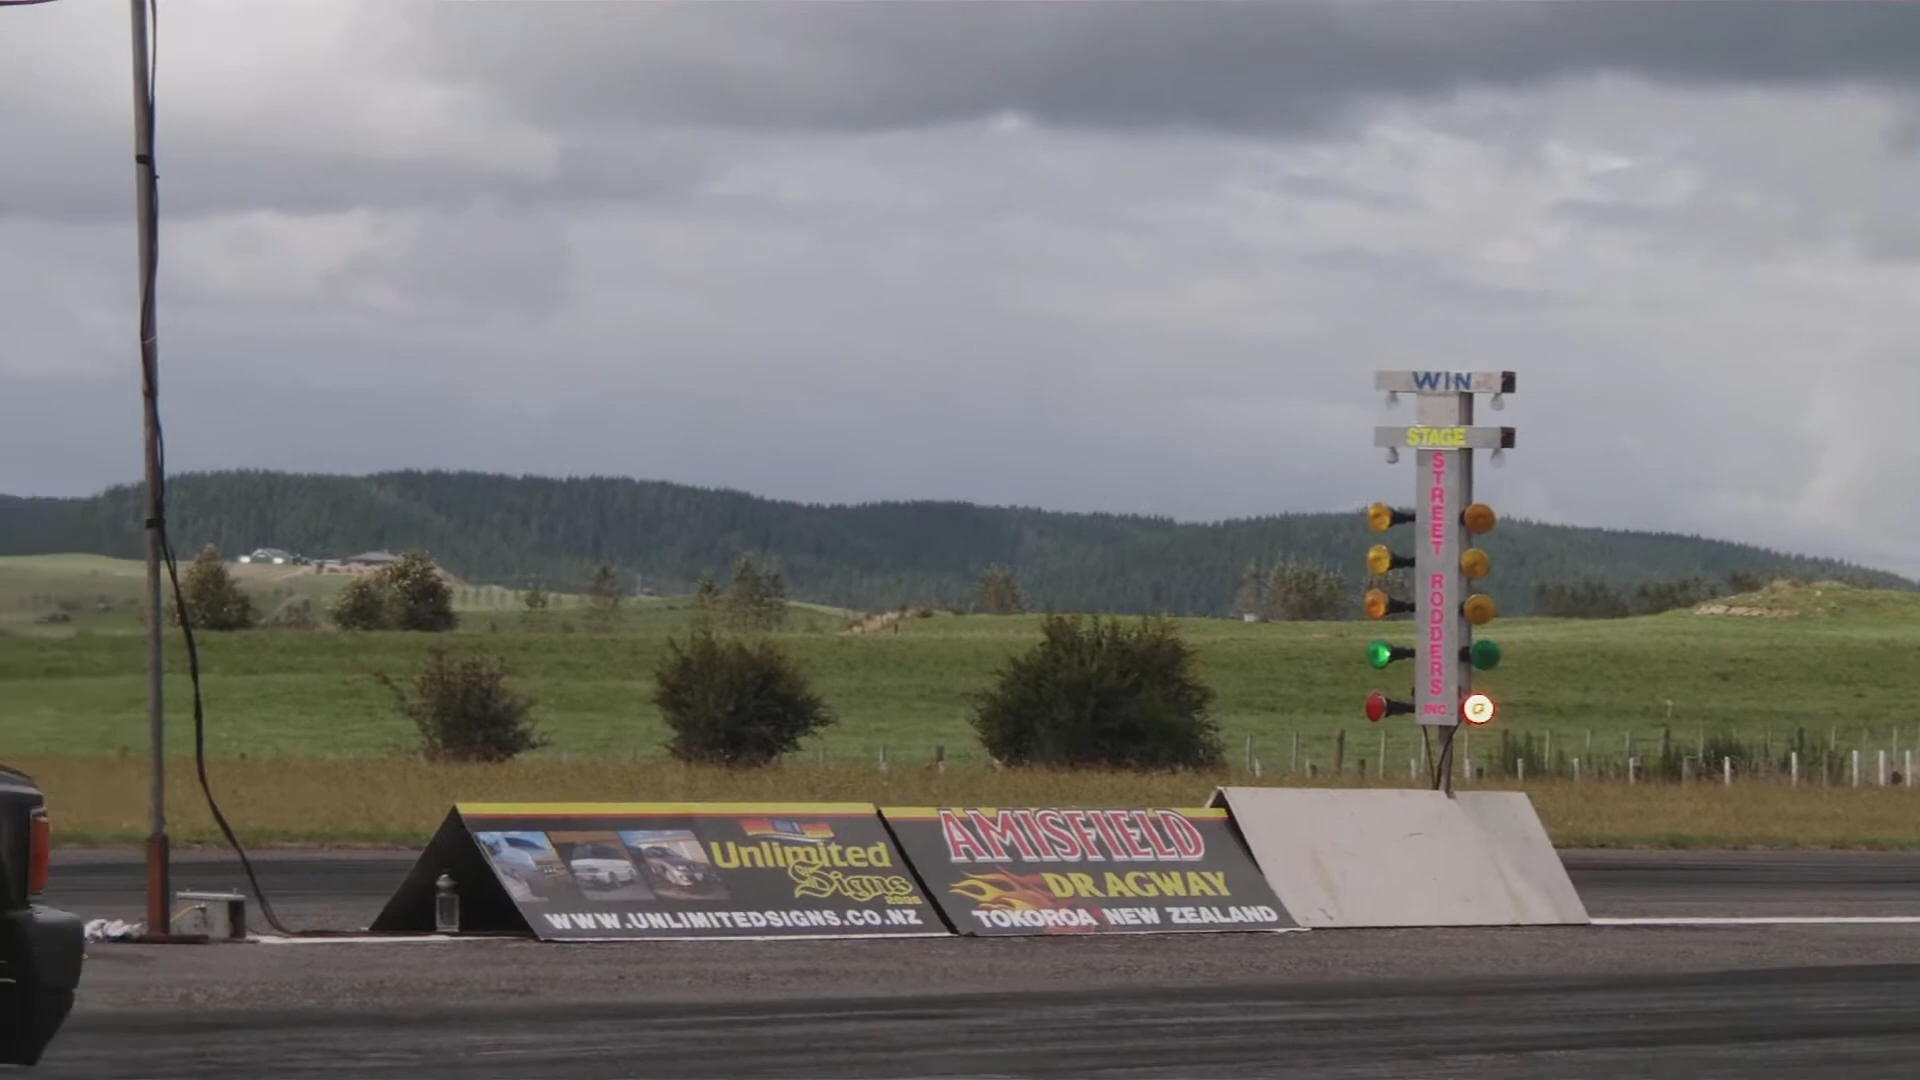 WIN
STAGE
STREET RODDERS INC.
Unlimited
Signs
WWW.UNLIMITEDSIGNS.CO.NZ
AMISFIELD
DRAGWAY
TOKOROA NEW ZEALAND